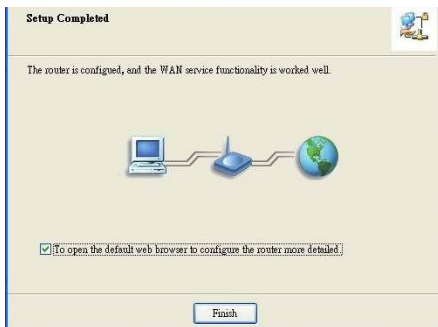 Setup Completed
The router is configued, and the WAN service functionality is worked well.
To open the default web browser to configure the router more detailed.
Finish